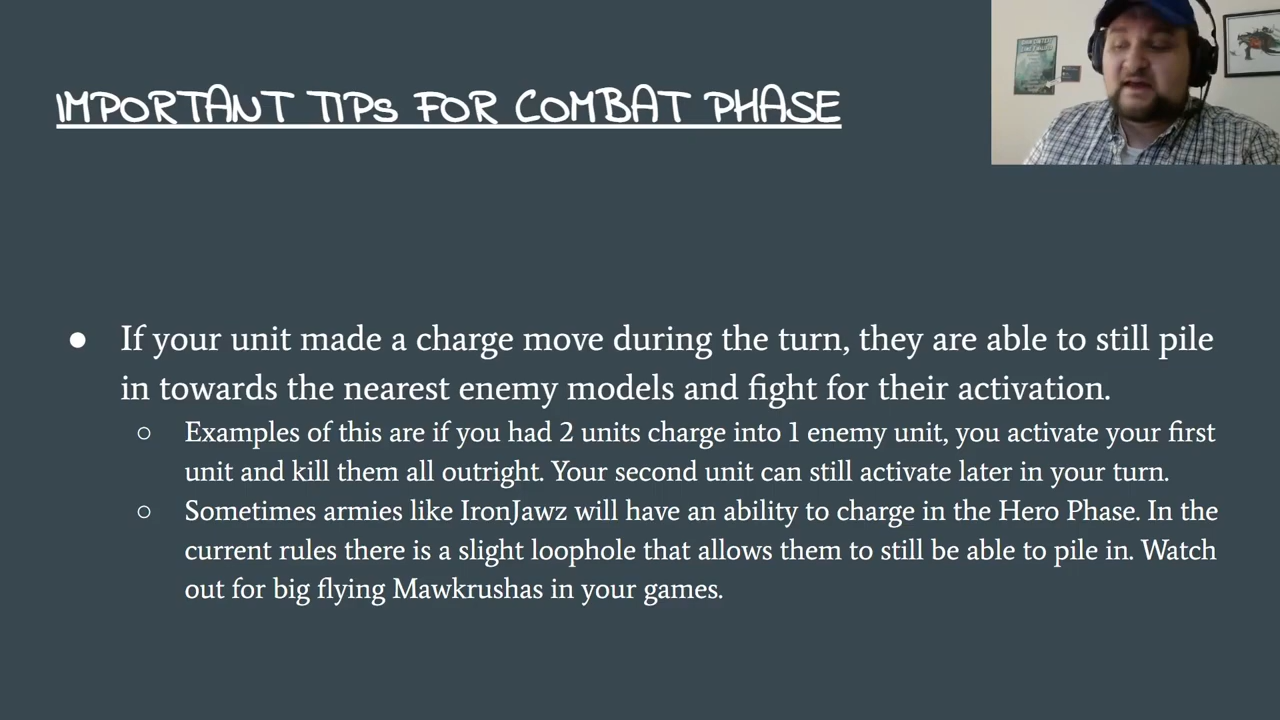 IMPORTANT TIPS FOR COMBAT PHASE
● If your unit made a charge move during the turn, they are able to still pile
in towards the nearest enemy models and fight for their activation.
○ Examples of this are if you had 2 units charge into 1 enemy unit, you activate your first
unit and kill them all outright. Your second unit can still activate later in your turn.
○ Sometimes armies like IronJawz will have an ability to charge in the Hero Phase. In the
current rules there is a slight loophole that allows them to still be able to pile in. Watch
out for big flying Mawkrushas in your games.